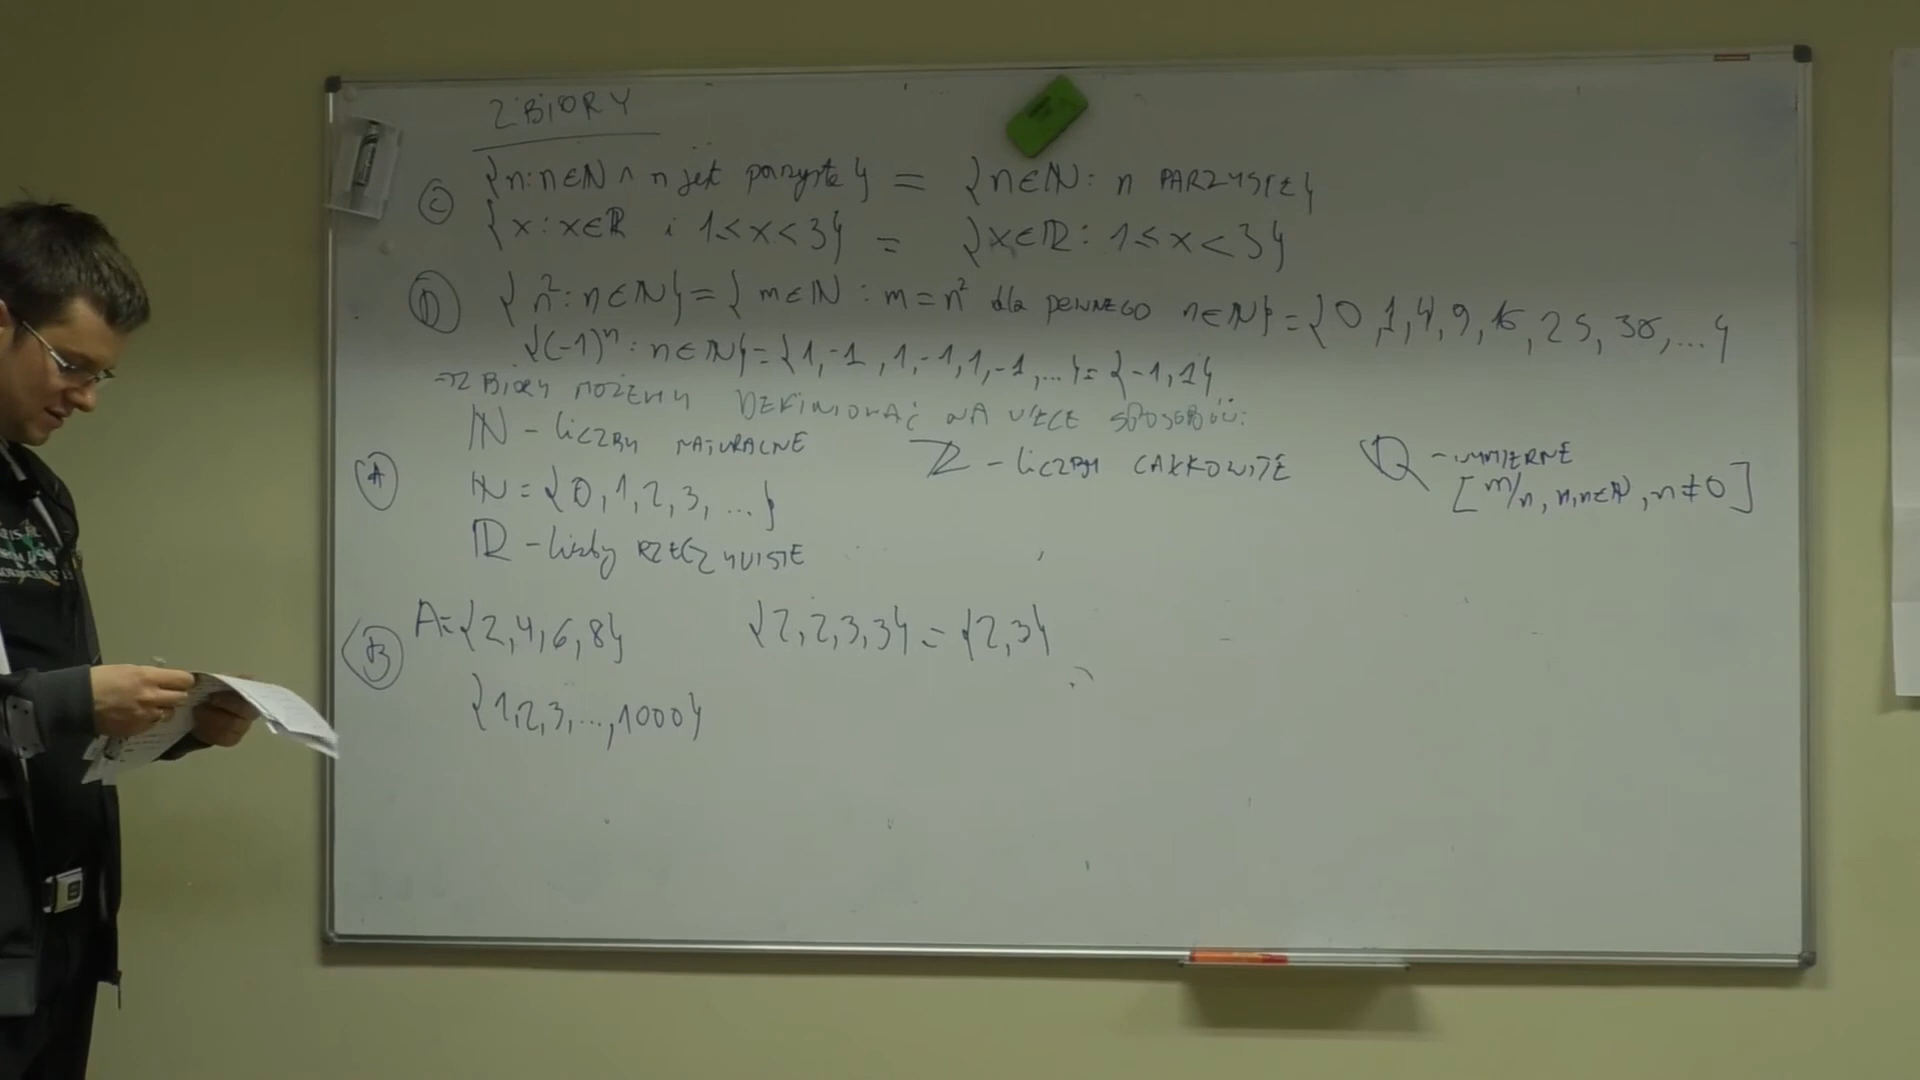 ZBIORY
Ⓒ {n: n∈ℕ ∧ n jest parzyste} = {n∈ℕ: n PARZYSTE}
{x: x∈ℝ i 1≤x<3} = {x∈ℝ: 1≤x<3}
Ⓓ {n²: n∈ℕ} = {m∈ℕ: m=n² dla PEWNEGO n∈ℕ} = {0,1,4,9,16,25,36,...}
{(-1)ⁿ: n∈ℕ} = {1,-1,1,-1,1,-1,...} = {-1,1}
→ZBIORY MOŻEMY DEFINIOWAĆ NA WIELE SPOSOBÓW:
ℕ - LICZBY NATURALNE ℤ - LICZBY CAŁKOWITE ℚ - WYMIERNE
Ⓐ ℕ = {0,1,2,3,...} [m/n, n,n∈ℕ, n≠0]
ℝ - liczby RZECZYWISTE
Ⓑ A={2,4,6,8} {2,2,3,3} = {2,3}
{1,2,3,...,1000}